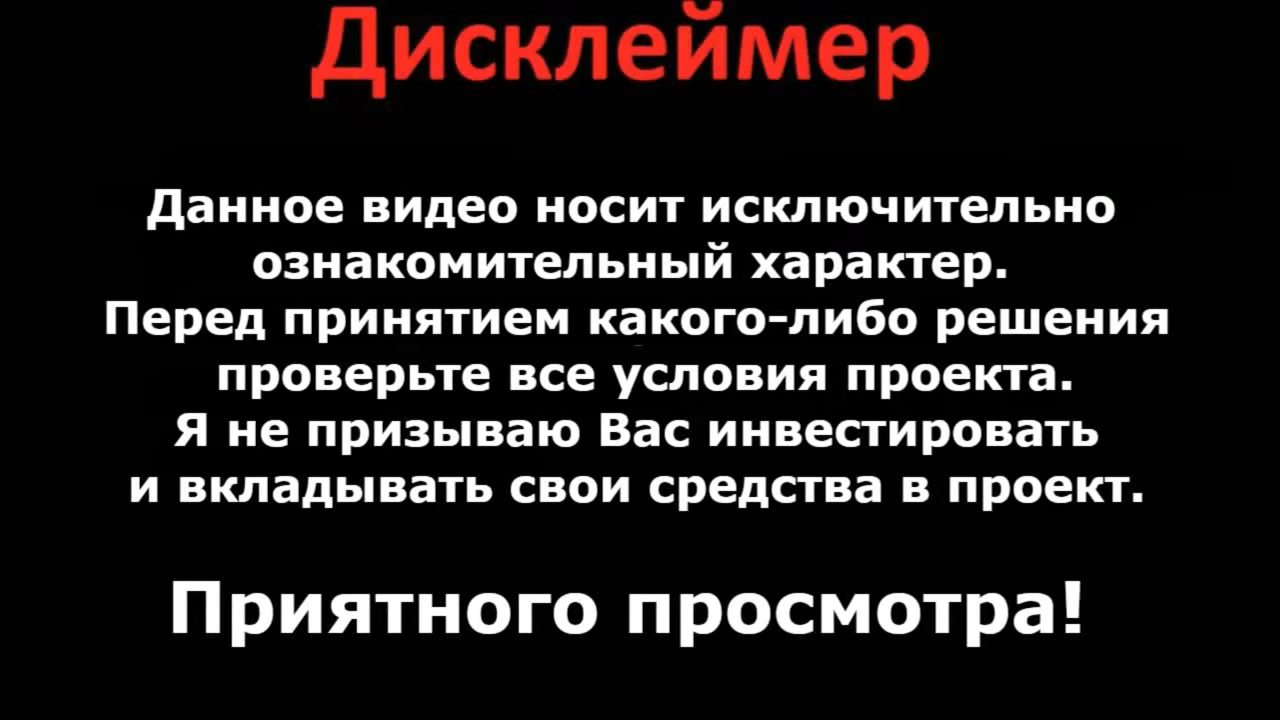 Дисклеймер
Данное видео носит исключительно
ознакомительный характер.
Перед принятием какого-либо решения
проверьте все условия проекта.
Я не призываю Вас инвестировать
и вкладывать свои средства в проект.
Приятного просмотра!